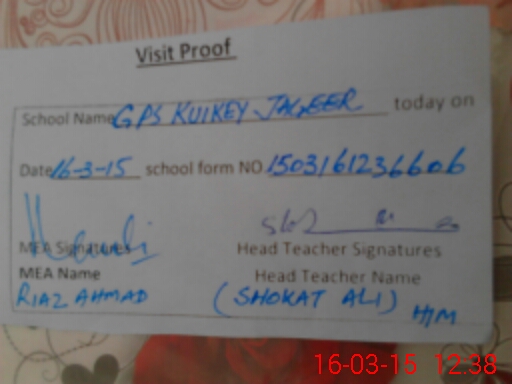 Visit Proof
School Name GPS KUIKEY JAGEER today on
Date 16-3-15 school form NO. 1503161236606
MEA Signatures Head Teacher Signatures
MEA Name Head Teacher Name
RIAZ AHMAD (SHOKAT ALI) H/M
16-03-15 12:38